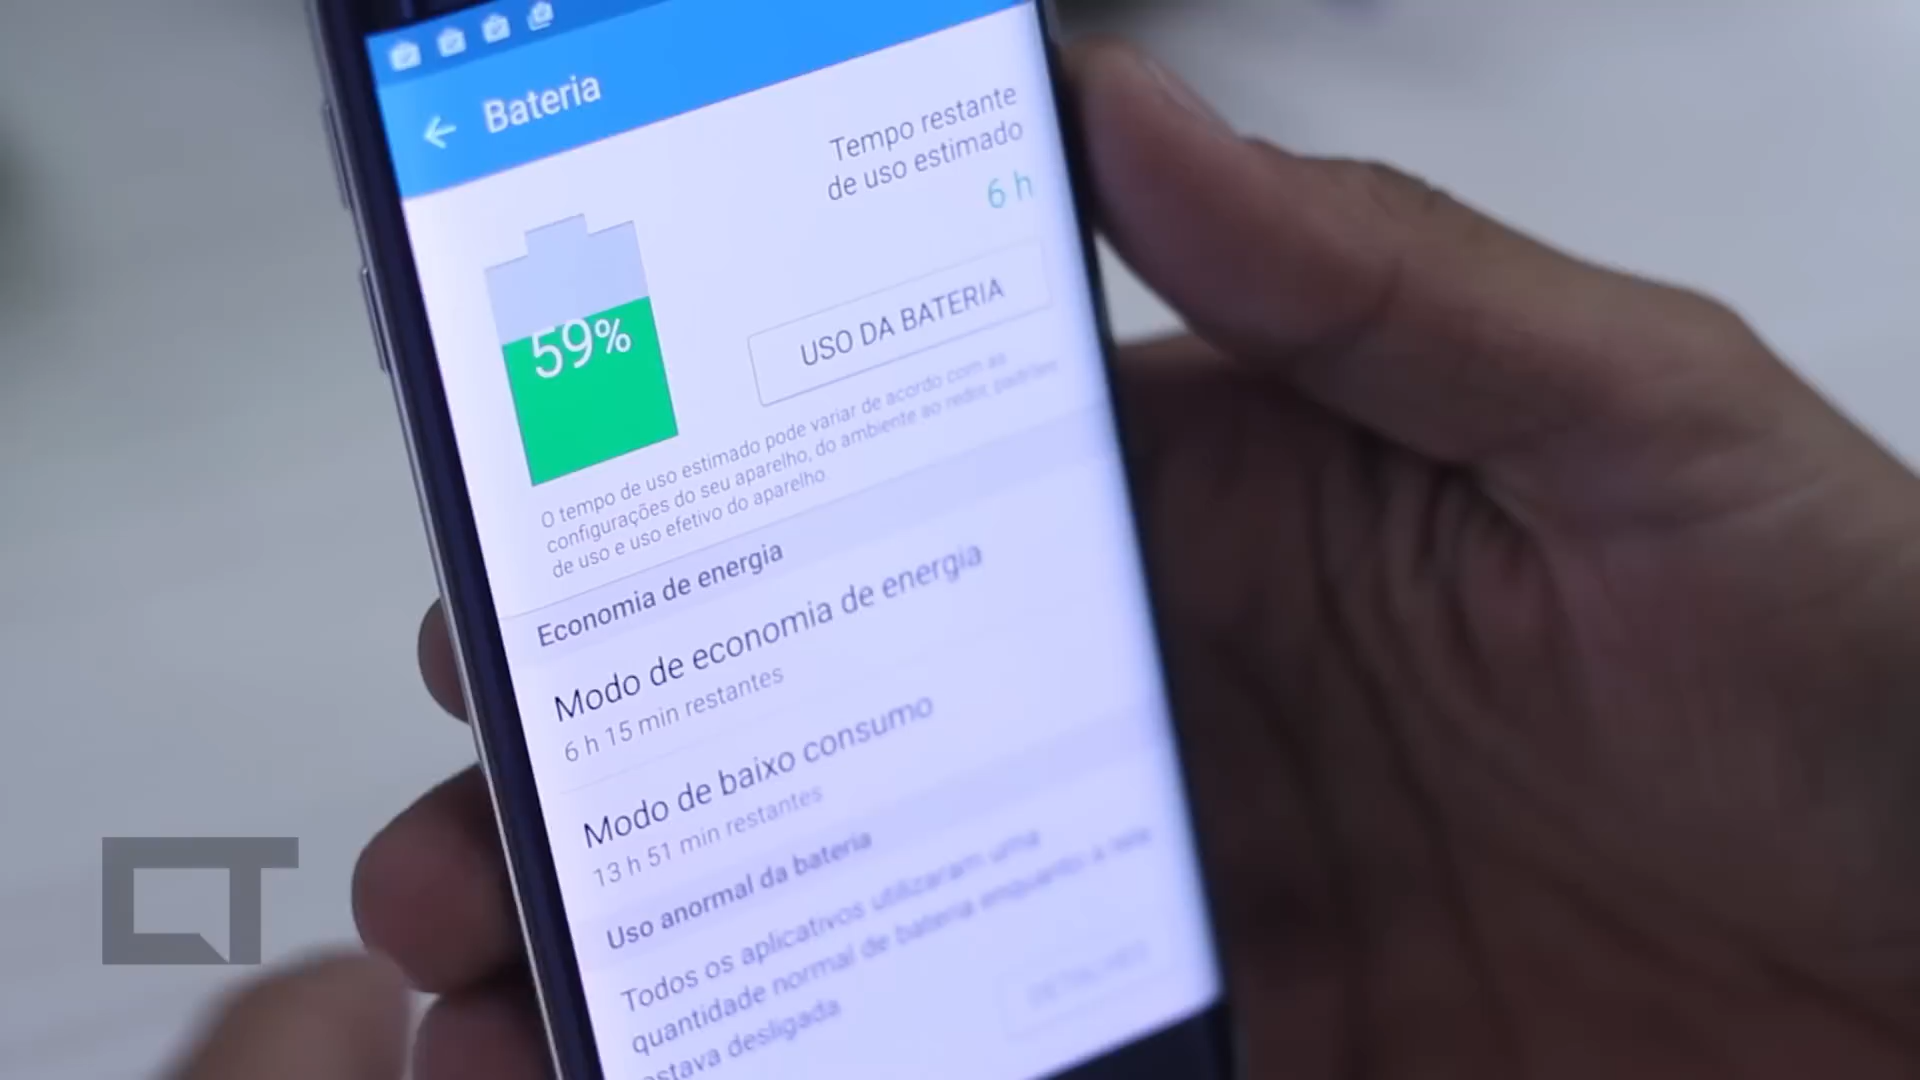 Bateria
Tempo restante
de uso estimado
6 h
59%
USO DA BATERIA
O tempo de uso estimado pode variar de acordo com as
configurações do seu aparelho, do ambiente ao redor, padrões
de uso e uso efetivo do aparelho.
Economia de energia
Modo de economia de energia
6 h 15 min restantes
Modo de baixo consumo
13 h 51 min restantes
Uso anormal da bateria
Todos os aplicativos utilizaram uma
quantidade normal de bateria enquanto a tela
estava desligada.
DETALHES
CT